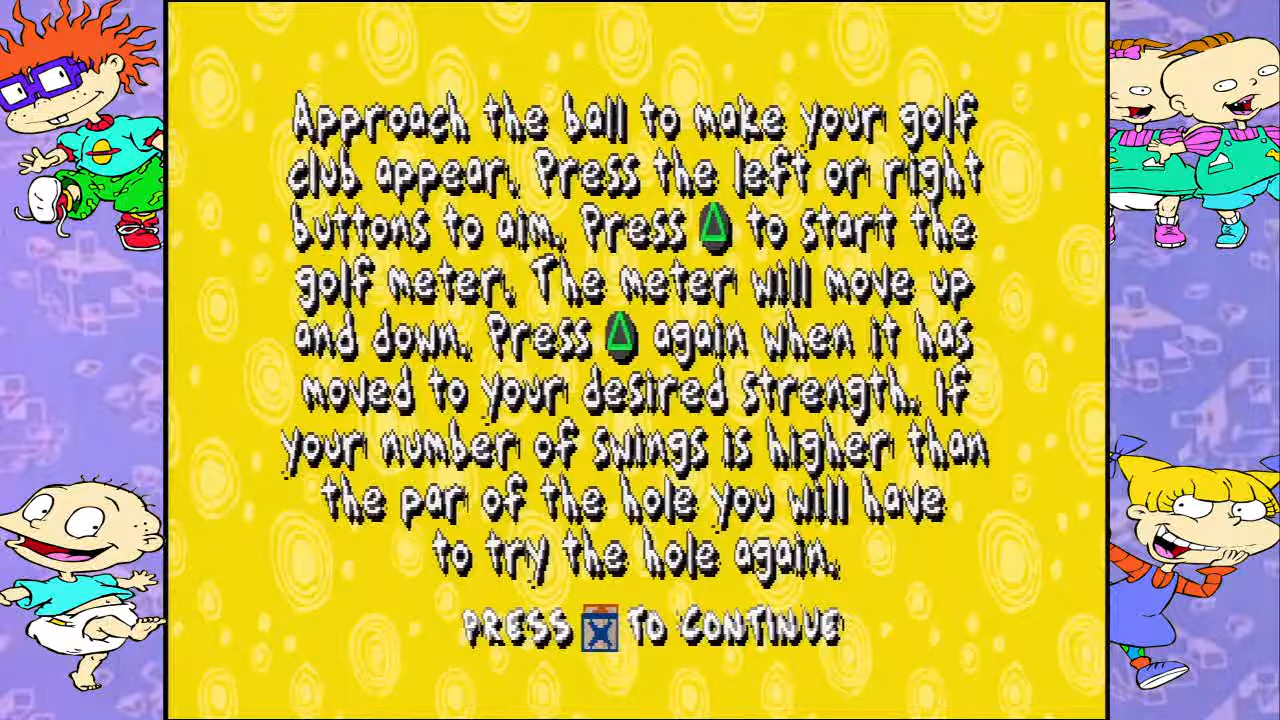 Approach the ball to make your golf
club appear. Press the left or right
buttons to aim. Press △ to start the
golf meter. The meter will move up
and down. Press △ again when it has
moved to your desired strength. If
your number of swings is higher than
the par of the hole you will have
to try the hole again.
PRESS X TO CONTINUE